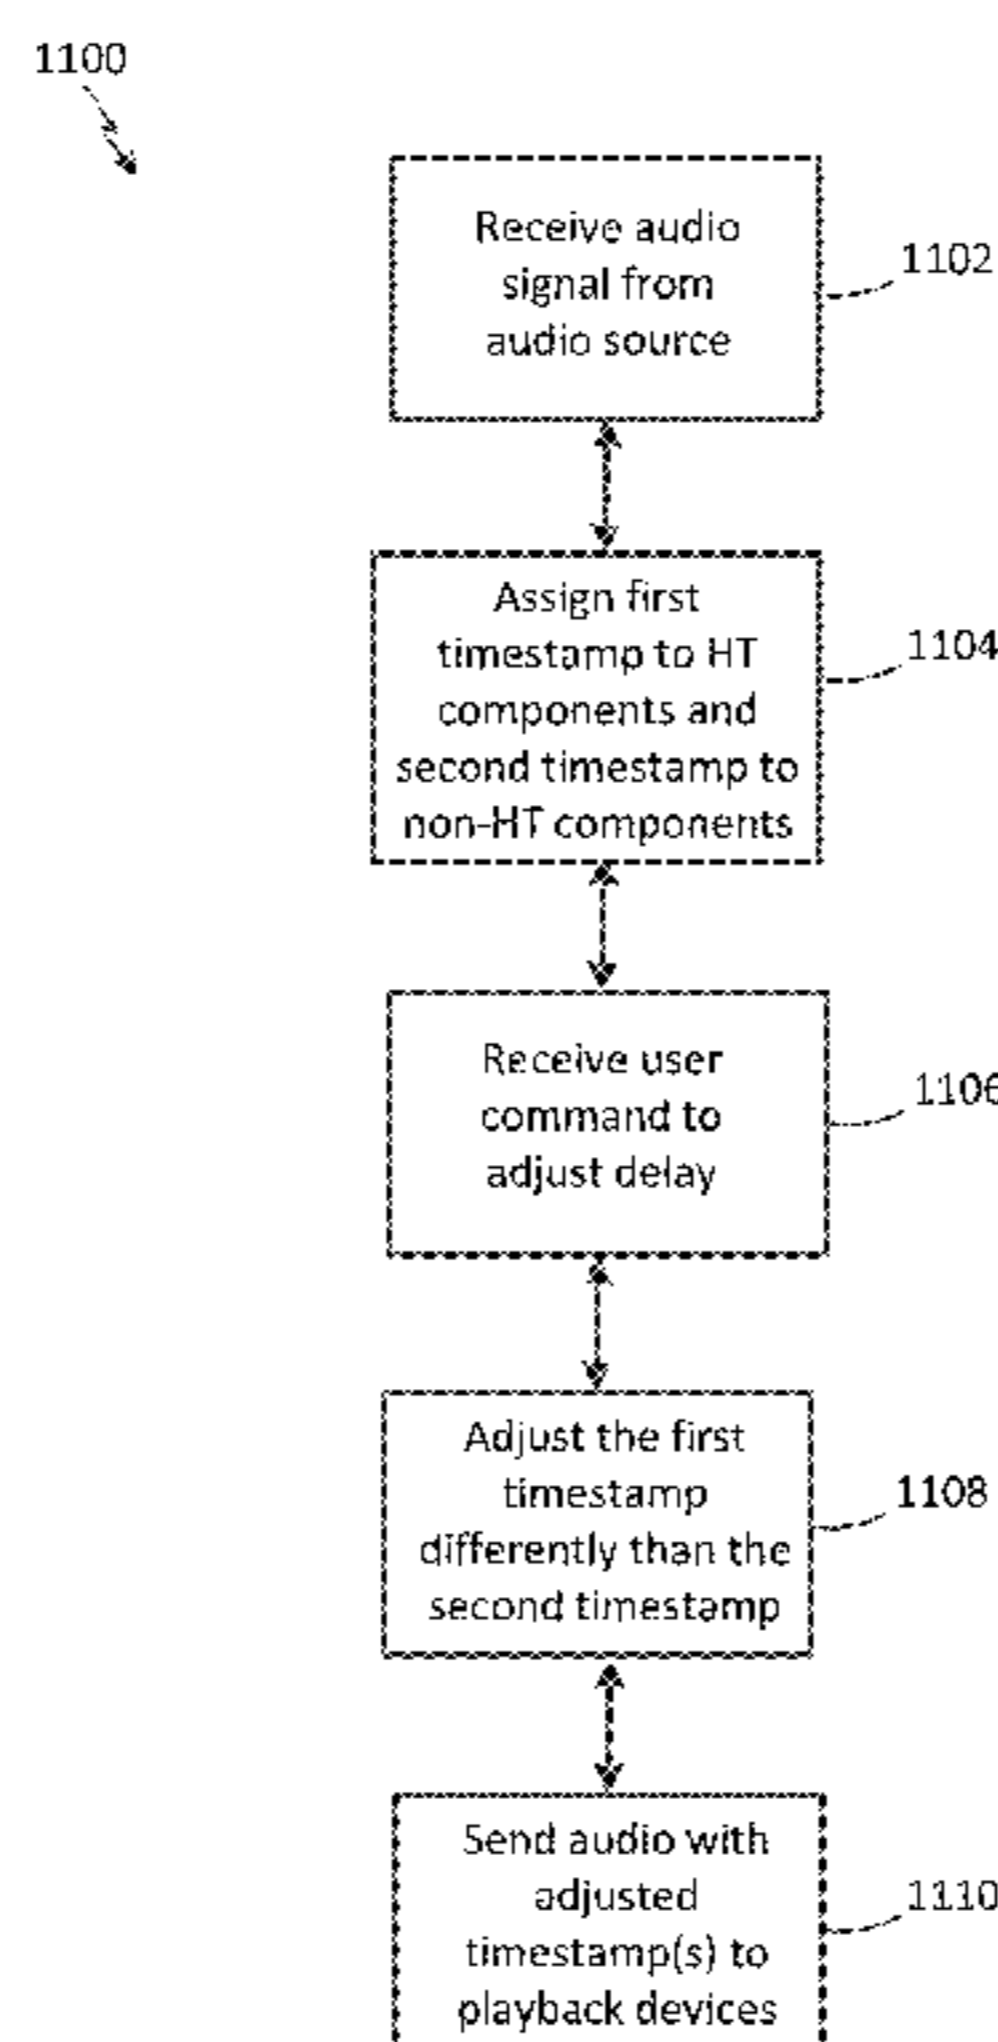 1100
Receive audio
signal from
audio source
1102
Assign first
timestamp to HT
components and
second timestamp to
non-HT components
1104
Receive user
command to
adjust delay
1106
Adjust the first
timestamp
differently than the
second timestamp
1108
Send audio with
adjusted
timestamp(s) to
playback devices
1110